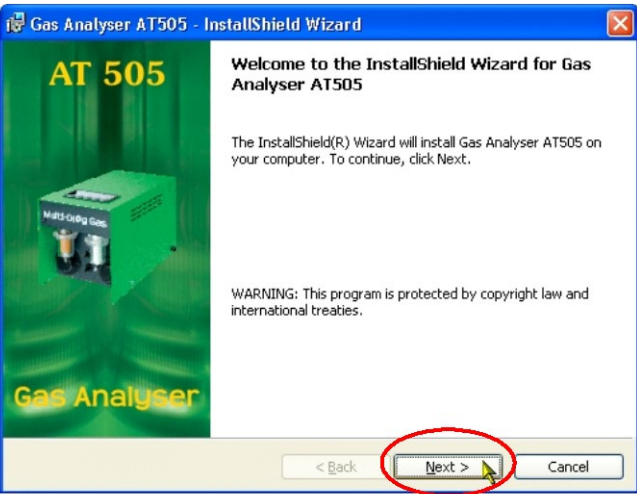 Gas Analyser AT505 - InstallShield Wizard
AT 505
Welcome to the InstallShield Wizard for Gas
Analyser AT505
The InstallShield(R) Wizard will install Gas Analyser AT505 on
your computer. To continue, click Next.
WARNING: This program is protected by copyright law and
international treaties.
Gas Analyser
< Back
Next >
Cancel